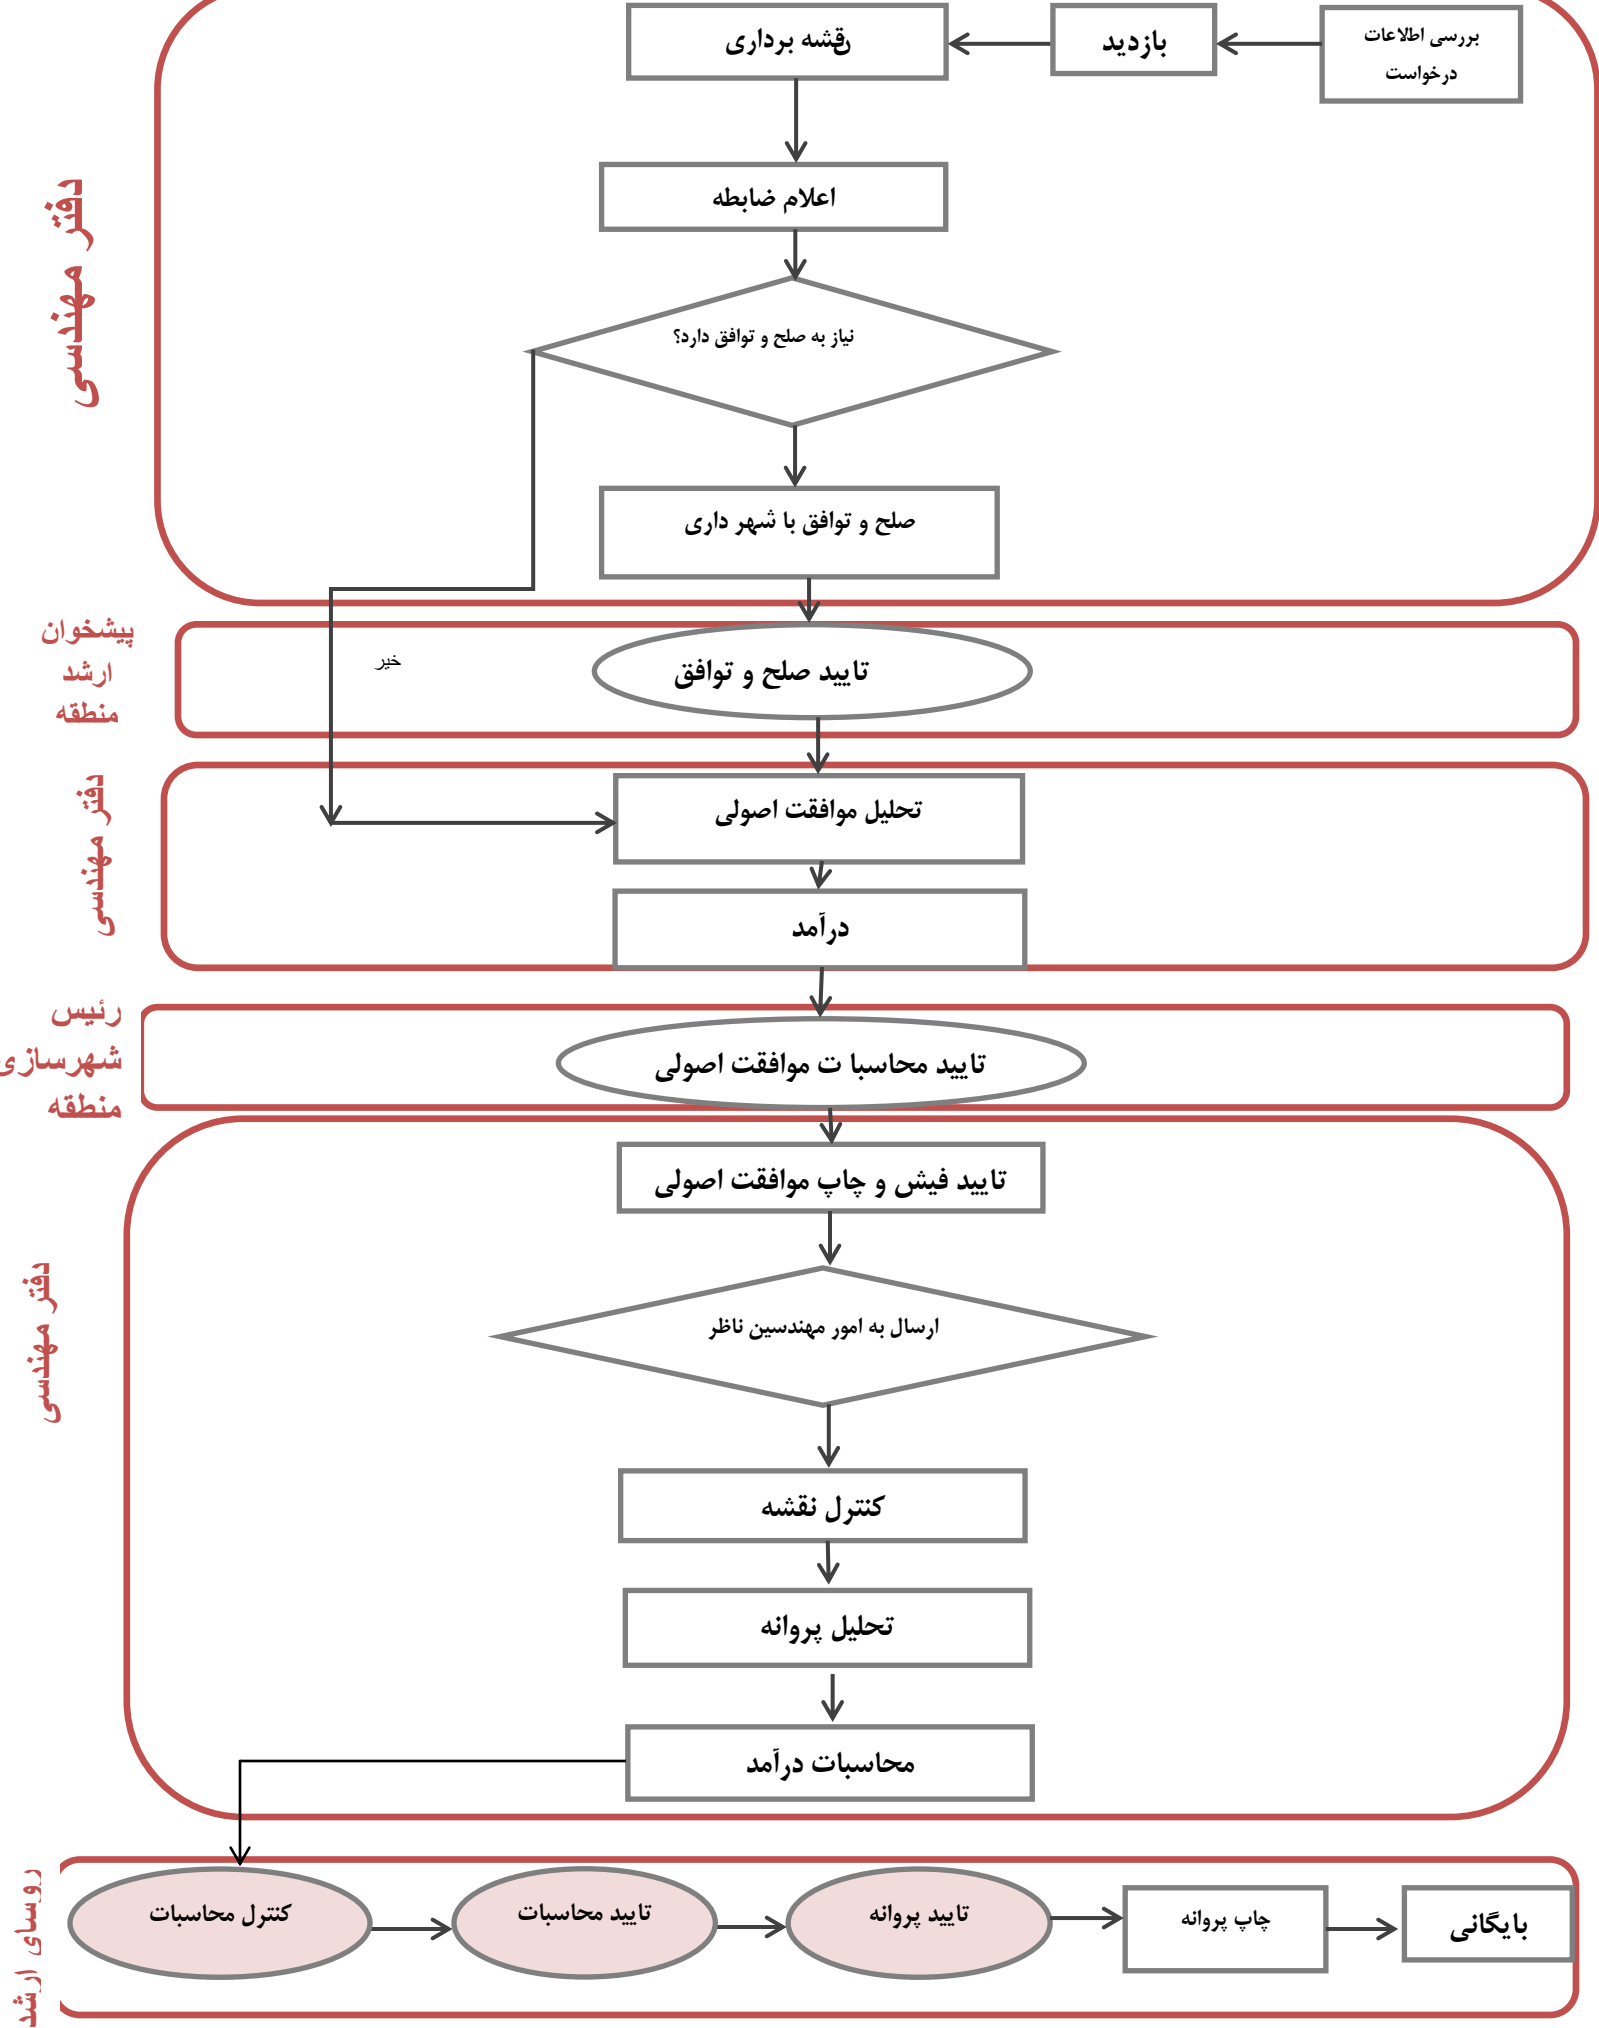 بررسی اطلاعات
درخواست
بازدید
رقشه برداری
اعلام ضابطه
نیاز به صلح و توافق دارد؟
صلح و توافق با شهر داری
دفتر مهندسی
پیشخوان
ارشد
منطقه
خیر
تایید صلح و توافق
دفتر مهندسی
تحلیل موافقت اصولی
درآمد
رئیس
شهرسازی
منطقه
تایید محاسبا ت موافقت اصولی
دفتر مهندسی
تایید فیش و چاپ موافقت اصولی
ارسال به امور مهندسین ناظر
کنترل نقشه
تحلیل پروانه
محاسبات درآمد
روسای ارشد
کنترل محاسبات
تایید محاسبات
تایید پروانه
چاپ پروانه
بایگانی